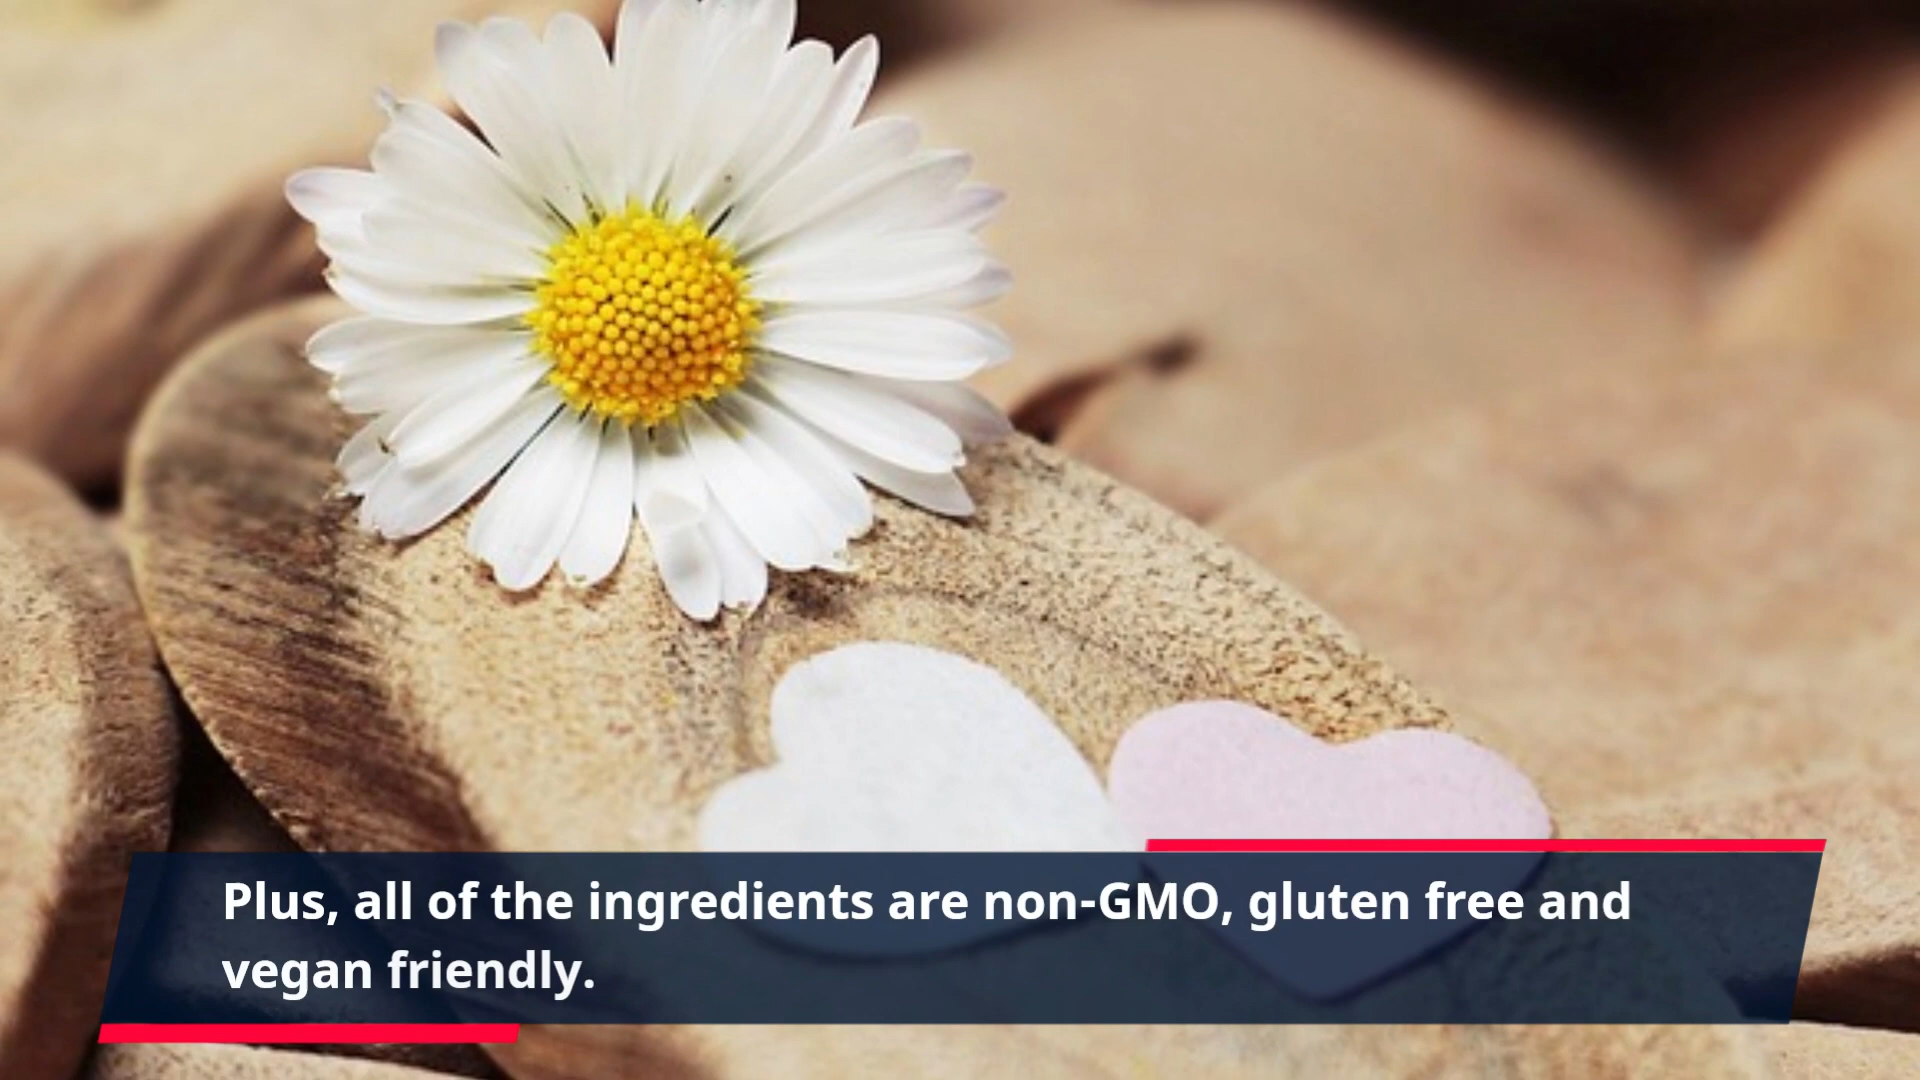 Plus, all of the ingredients are non-GMO, gluten free and
vegan friendly.